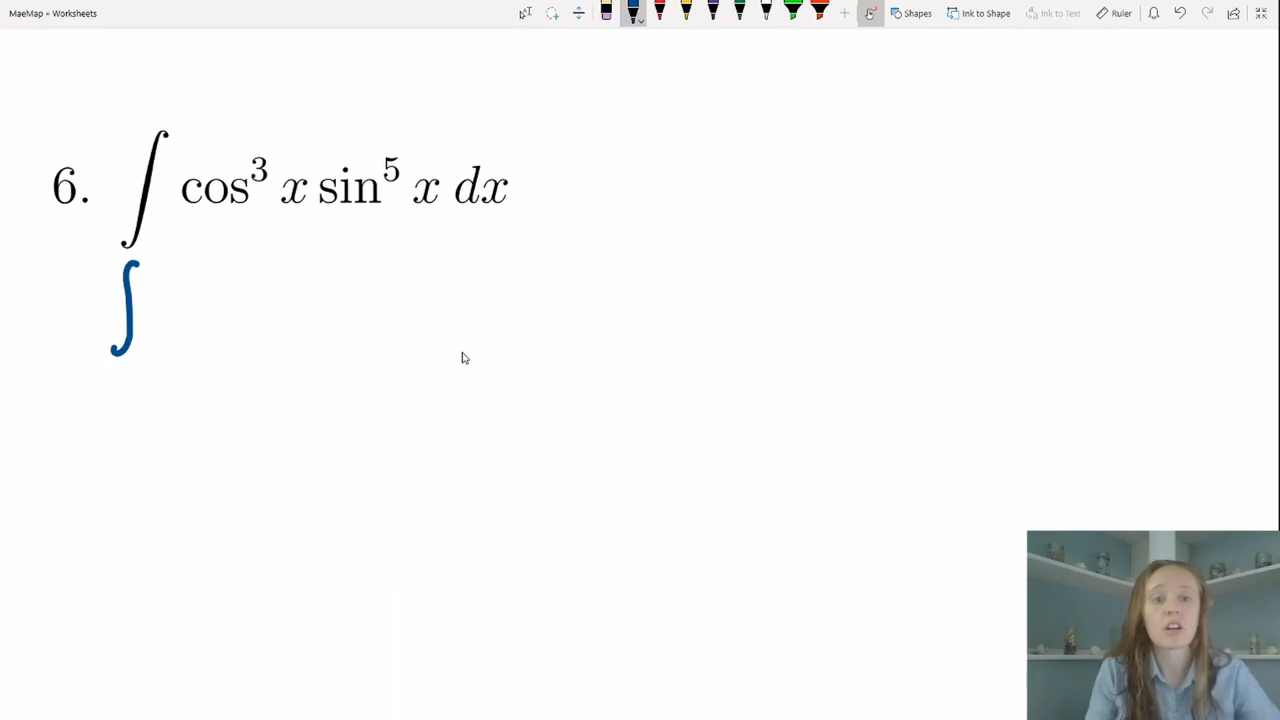 MaeMap » Worksheets
Shapes Ink to Shape Ink to Text Ruler
6. ∫ cos³ x sin⁵ x dx
∫